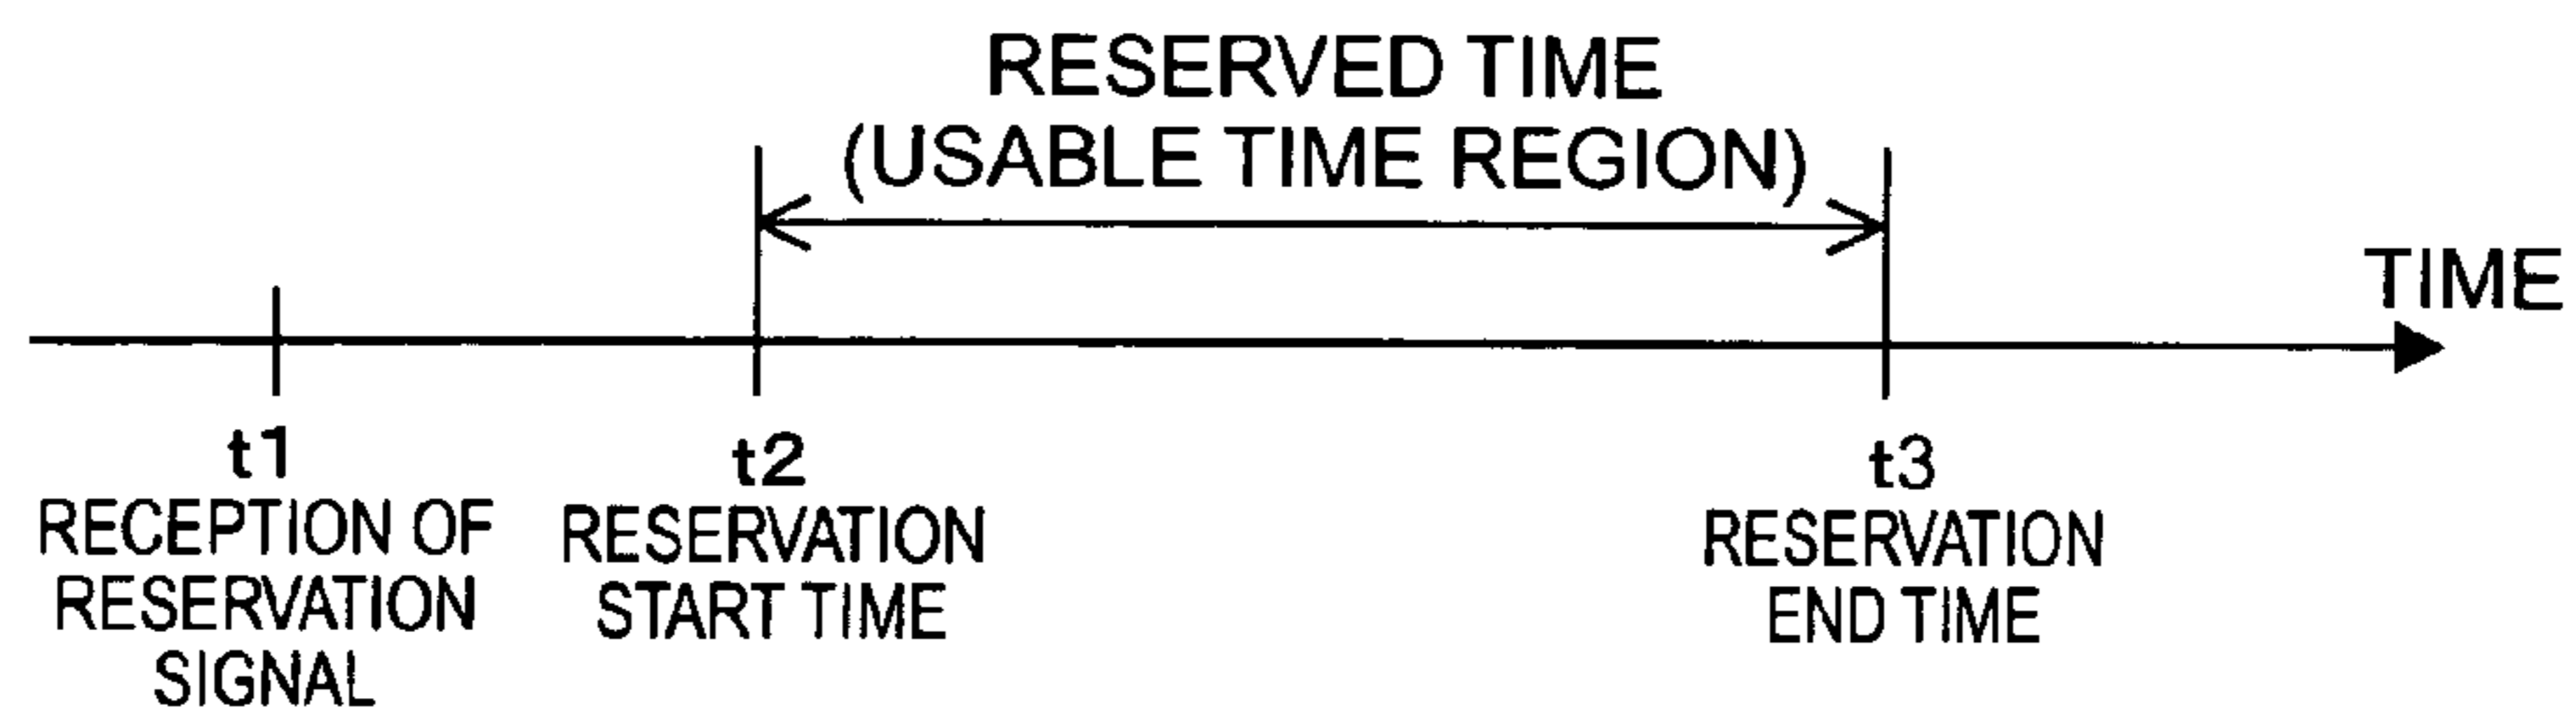 RESERVED TIME
(USABLE TIME REGION)
TIME
t1
RECEPTION OF
RESERVATION
SIGNAL
t2
RESERVATION
START TIME
t3
RESERVATION
END TIME